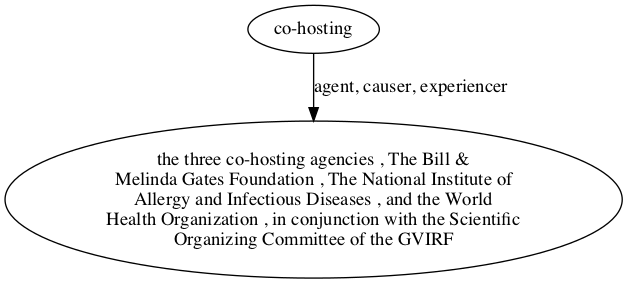 co-hosting
agent, causer, experiencer
the three co-hosting agencies , The Bill &
Melinda Gates Foundation , The National Institute of
Allergy and Infectious Diseases , and the World
Health Organization , in conjunction with the Scientific
Organizing Committee of the GVIRF